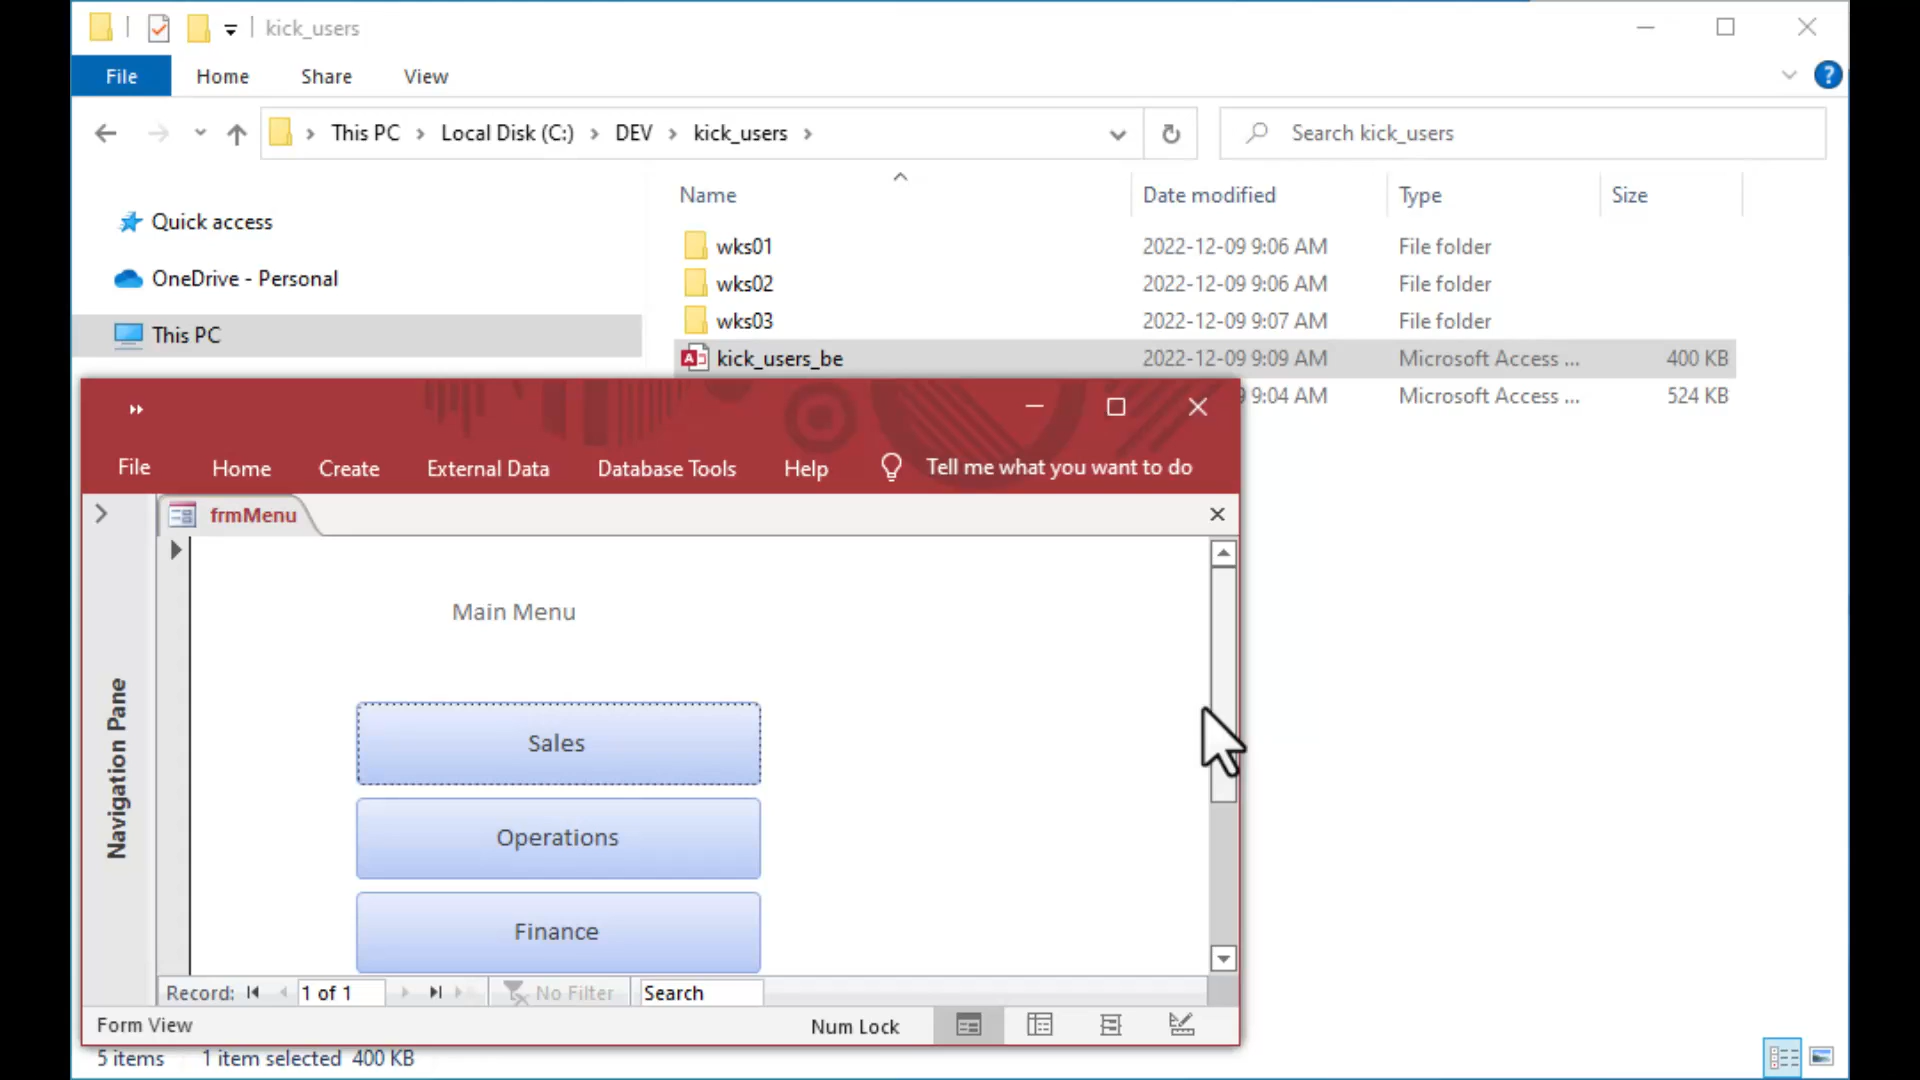 kick_users
File Home Share View
This PC Local Disk (C:) DEV kick_users
Search kick_users
Name Date modified Type Size
Quick access
OneDrive - Personal
This PC
wks01 2022-12-09 9:06 AM File folder
wks02 2022-12-09 9:06 AM File folder
wks03 2022-12-09 9:07 AM File folder
kick_users_be 2022-12-09 9:09 AM Microsoft Access ... 400 KB
9:04 AM Microsoft Access ... 524 KB
File Home Create External Data Database Tools Help Tell me what you want to do
frmMenu
Navigation Pane
Main Menu
Sales
Operations
Finance
Record: 1 of 1 No Filter Search
Form View Num Lock
5 items 1 item selected 400 KB